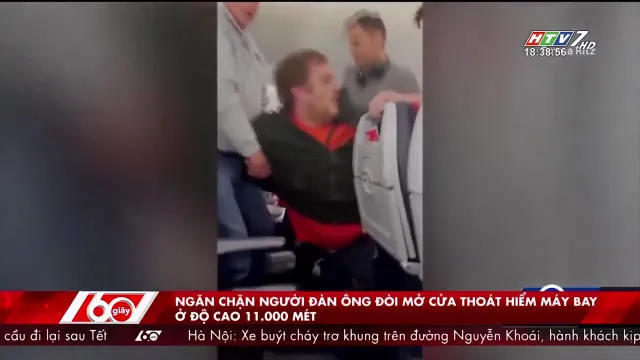 HTV7 HD
18:38:56
a Ritz
60 giây
NGĂN CHẶN NGƯỜI ĐÀN ÔNG ĐÒI MỞ CỬA THOÁT HIỂM MÁY BAY
Ở ĐỘ CAO 11.000 MÉT
cầu đi lại sau Tết Hà Nội: Xe buýt cháy trơ khung trên đường Nguyễn Khoái, hành khách kịp